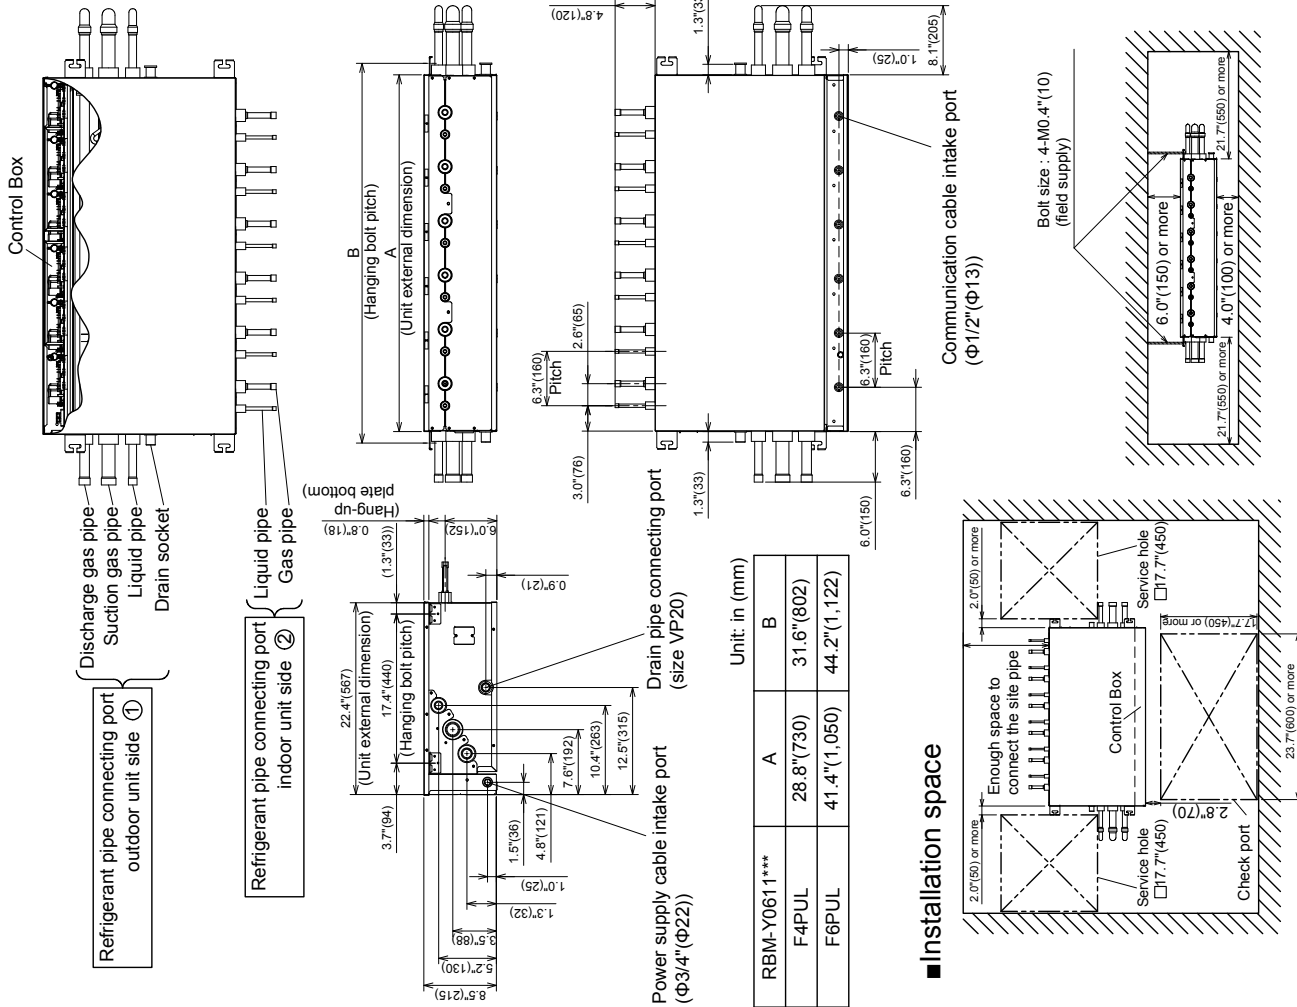 Control Box
Discharge gas pipe
Suction gas pipe
Liquid pipe
Drain socket
Refrigerant pipe connecting port
outdoor unit side ①
Liquid pipe
Gas pipe
Refrigerant pipe connecting port
indoor unit side ②
B
(Hanging bolt pitch)
A
(Unit external dimension)
22.4"(567)
(Unit external dimension)
17.4"(440)
(Hanging bolt pitch)
(1.3"(33))
3.7"(94)
0.8"(18)
(Hang-up
plate bottom)
6.0"(152)
0.9"(21)
8.5"(215)
5.2"(130)
3.5"(88)
1.3"(32)
1.0"(25)
1.5"(36)
4.8"(121)
7.6"(192)
10.4"(263)
12.5"(315)
Drain pipe connecting port
(size VP20)
Power supply cable intake port
(Φ3/4"(Φ22))
4.8"(120)
8.1"(205)
1.0"(25)
2.6"(65)
6.3"(160)
Pitch
3.0"(76)
1.3"(33)
6.0"(150)
6.3"(160)
Pitch
6.3"(160)
Communication cable intake port
(Φ1/2"(Φ13))
Unit: in (mm)
RBM-Y0611*** A B
F4PUL 28.8"(730) 31.6"(802)
F6PUL 41.4"(1,050) 44.2"(1,122)
■Installation space
2.0"(50) or more
Service hole
□17.7"(450)
Enough space to
connect the site pipe
Control Box
2.0"(50) or more
Service hole
□17.7"(450)
17.7"(450) or more
2.8"(70)
Check port
23.7"(600) or more
Bolt size : 4-M0.4"(10)
(field supply)
6.0"(150) or more
4.0"(100) or more
21.7"(550) or more
21.7"(550) or more